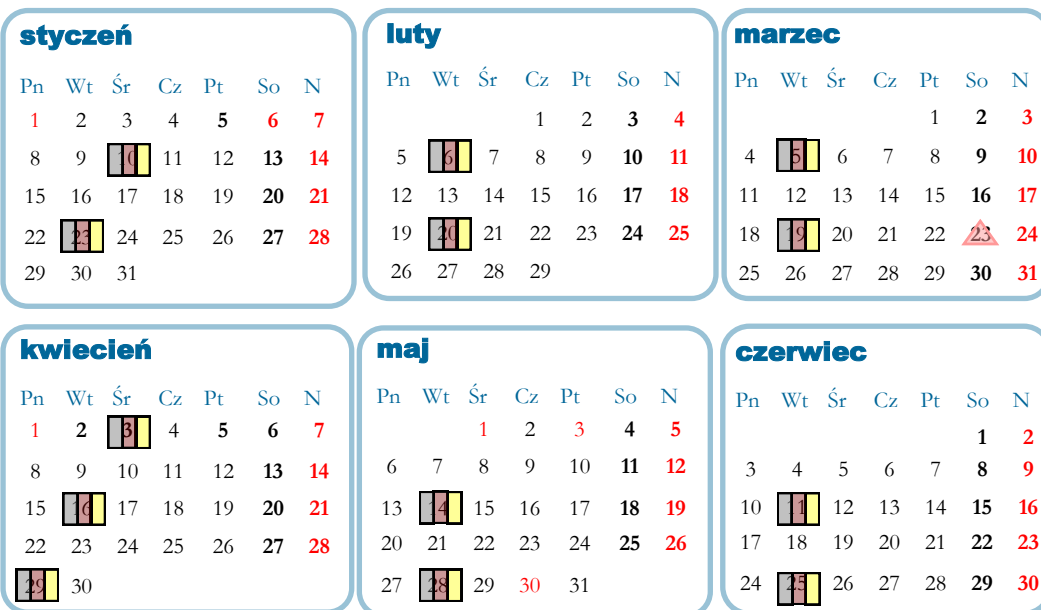 styczeń
Pn Wt Śr Cz Pt So N
1 2 3 4 5 6 7
8 9 10 11 12 13 14
15 16 17 18 19 20 21
22 23 24 25 26 27 28
29 30 31
luty
Pn Wt Śr Cz Pt So N
1 2 3 4
5 6 7 8 9 10 11
12 13 14 15 16 17 18
19 20 21 22 23 24 25
26 27 28 29
marzec
Pn Wt Śr Cz Pt So N
1 2 3
4 5 6 7 8 9 10
11 12 13 14 15 16 17
18 19 20 21 22 23 24
25 26 27 28 29 30 31
kwiecień
Pn Wt Śr Cz Pt So N
1 2 3 4 5 6 7
8 9 10 11 12 13 14
15 16 17 18 19 20 21
22 23 24 25 26 27 28
29 30
maj
Pn Wt Śr Cz Pt So N
1 2 3 4 5
6 7 8 9 10 11 12
13 14 15 16 17 18 19
20 21 22 23 24 25 26
27 28 29 30 31
czerwiec
Pn Wt Śr Cz Pt So N
1 2
3 4 5 6 7 8 9
10 11 12 13 14 15 16
17 18 19 20 21 22 23
24 25 26 27 28 29 30